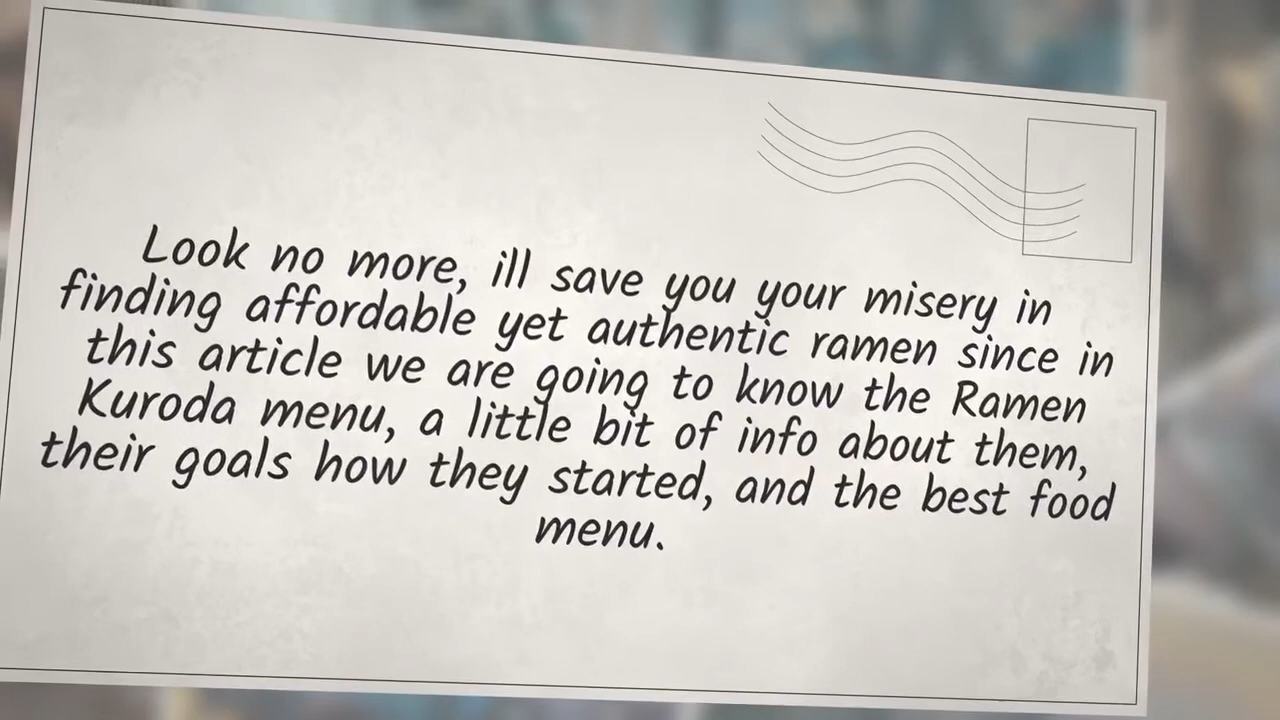 Look no more, ill save you your misery in
finding affordable yet authentic ramen since in
this article we are going to know the Ramen
Kuroda menu, a little bit of info about them,
their goals how they started, and the best food
menu.